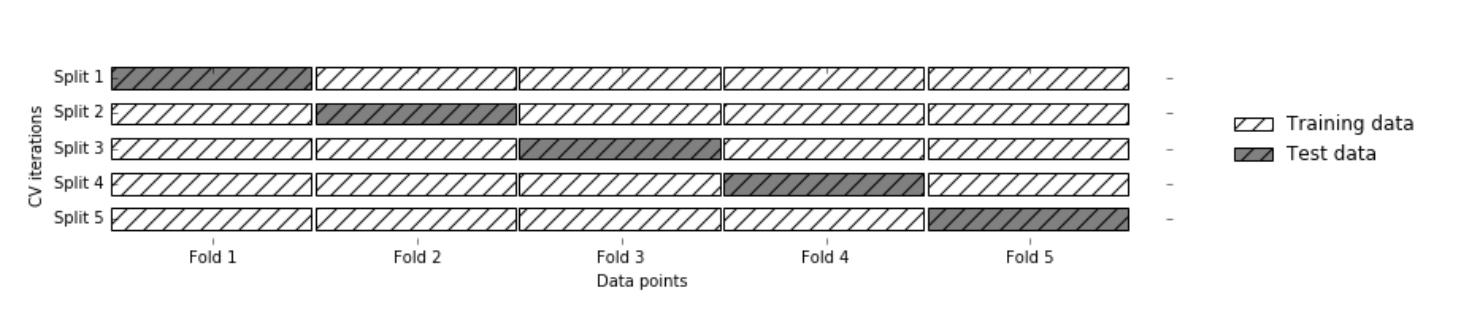 Split 1
Split 2
Split 3
Split 4
Split 5
CV iterations
Fold 1 Fold 2 Fold 3 Fold 4 Fold 5
Data points
Training data
Test data